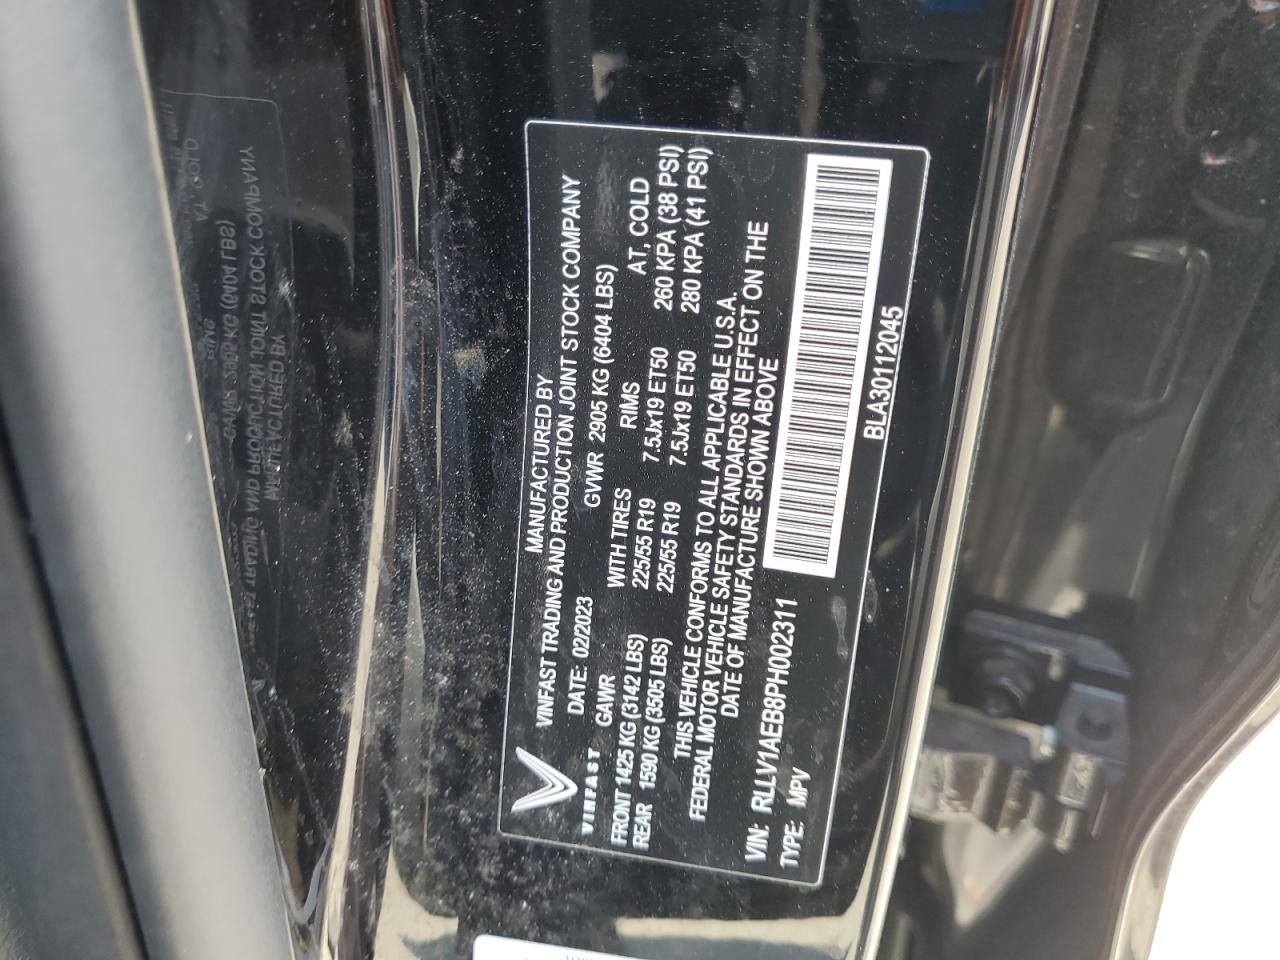 MANUFACTURED BY
VINFAST TRADING AND PRODUCTION JOINT STOCK COMPANY
DATE: 02/2023 GVWR 2905 KG (6404 LBS)
VINFAST
GAWR WITH TIRES RIMS AT, COLD
FRONT 1425 KG (3142 LBS) 225/55 R19 7.5Jx19 ET50 260 KPA (38 PSI)
REAR 1590 KG (3505 LBS) 225/55 R19 7.5Jx19 ET50 280 KPA (41 PSI)
THIS VEHICLE CONFORMS TO ALL APPLICABLE U.S.A.
FEDERAL MOTOR VEHICLE SAFETY STANDARDS IN EFFECT ON THE
DATE OF MANUFACTURE SHOWN ABOVE
VIN: RLLV1AEB8PH002311
TYPE: MPV
BLA30112045